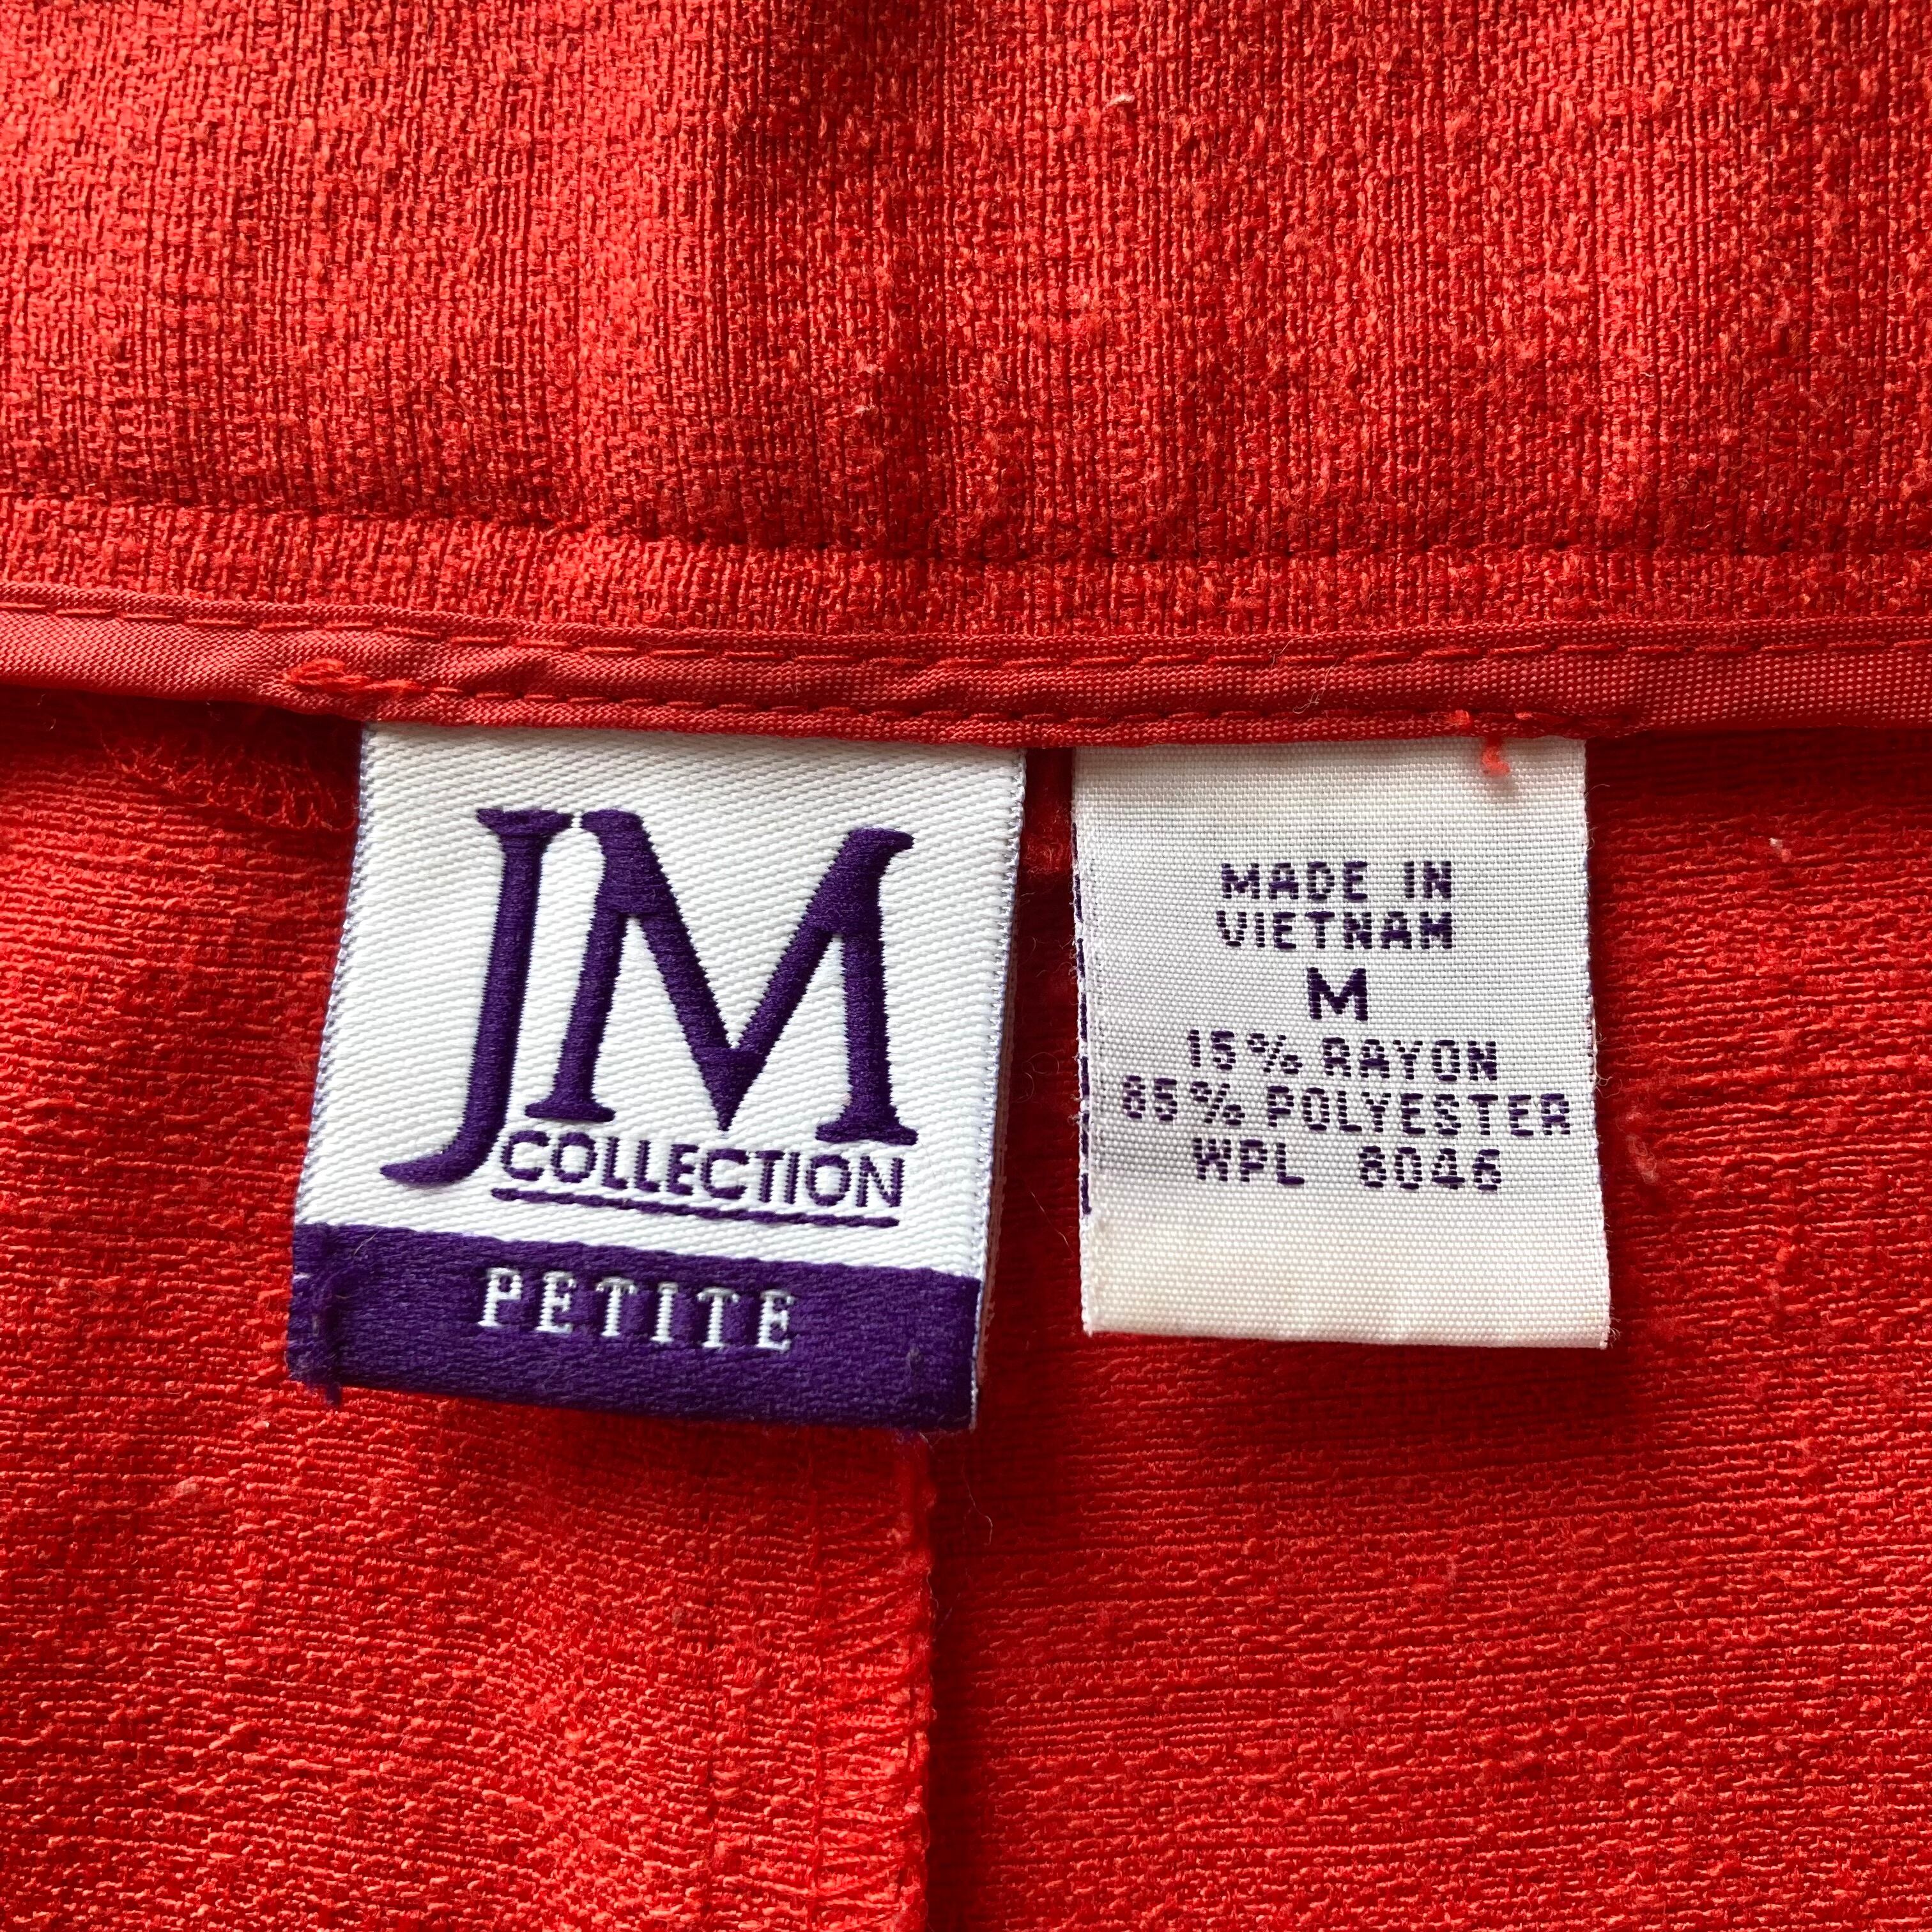 JM
COLLECTION
PETITE
MADE IN
VIETNAM
M
15% RAYON
85% POLYESTER
WPL 8046